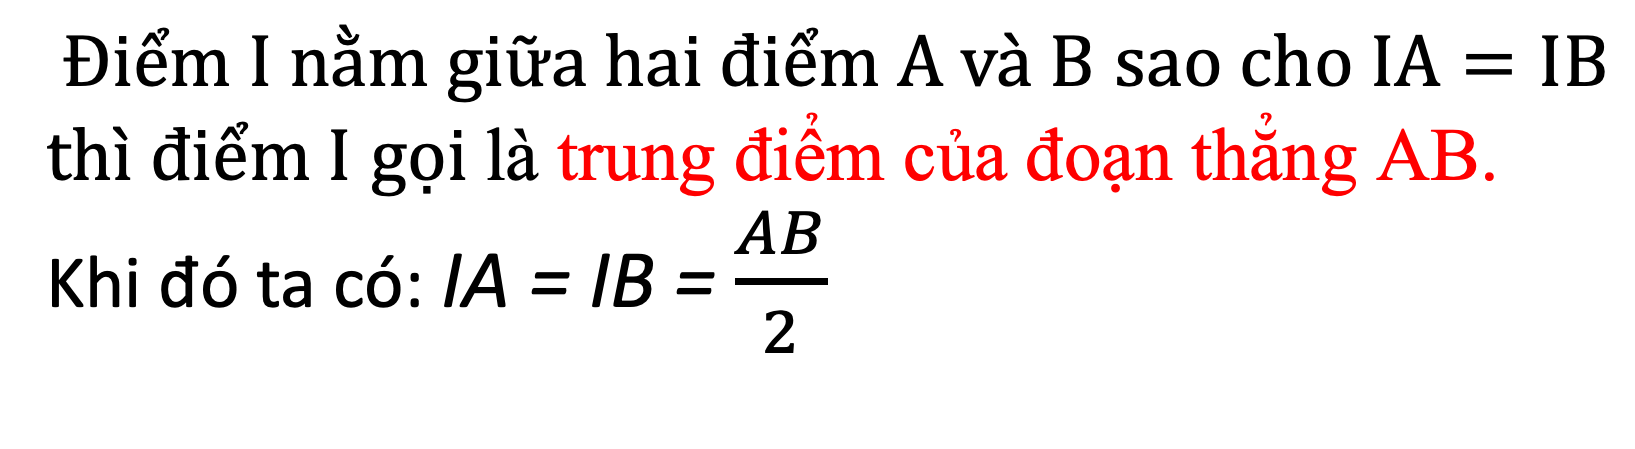 Điểm I nằm giữa hai điểm A và B sao cho IA = IB
thì điểm I gọi là trung điểm của đoạn thẳng AB.
Khi đó ta có: IA = IB = AB/2